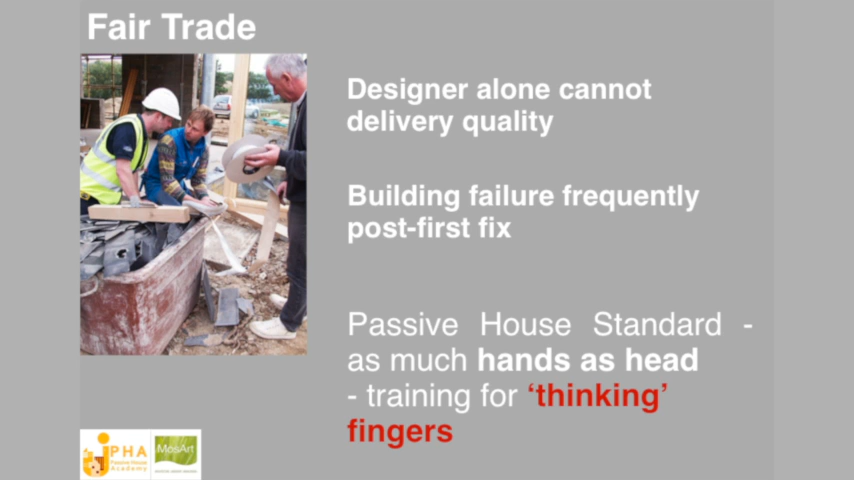 Fair Trade
Designer alone cannot
delivery quality
Building failure frequently
post-first fix
Passive House Standard -
as much hands as head
- training for ‘thinking’
fingers
PHA
Passive House
Academy
MosArt